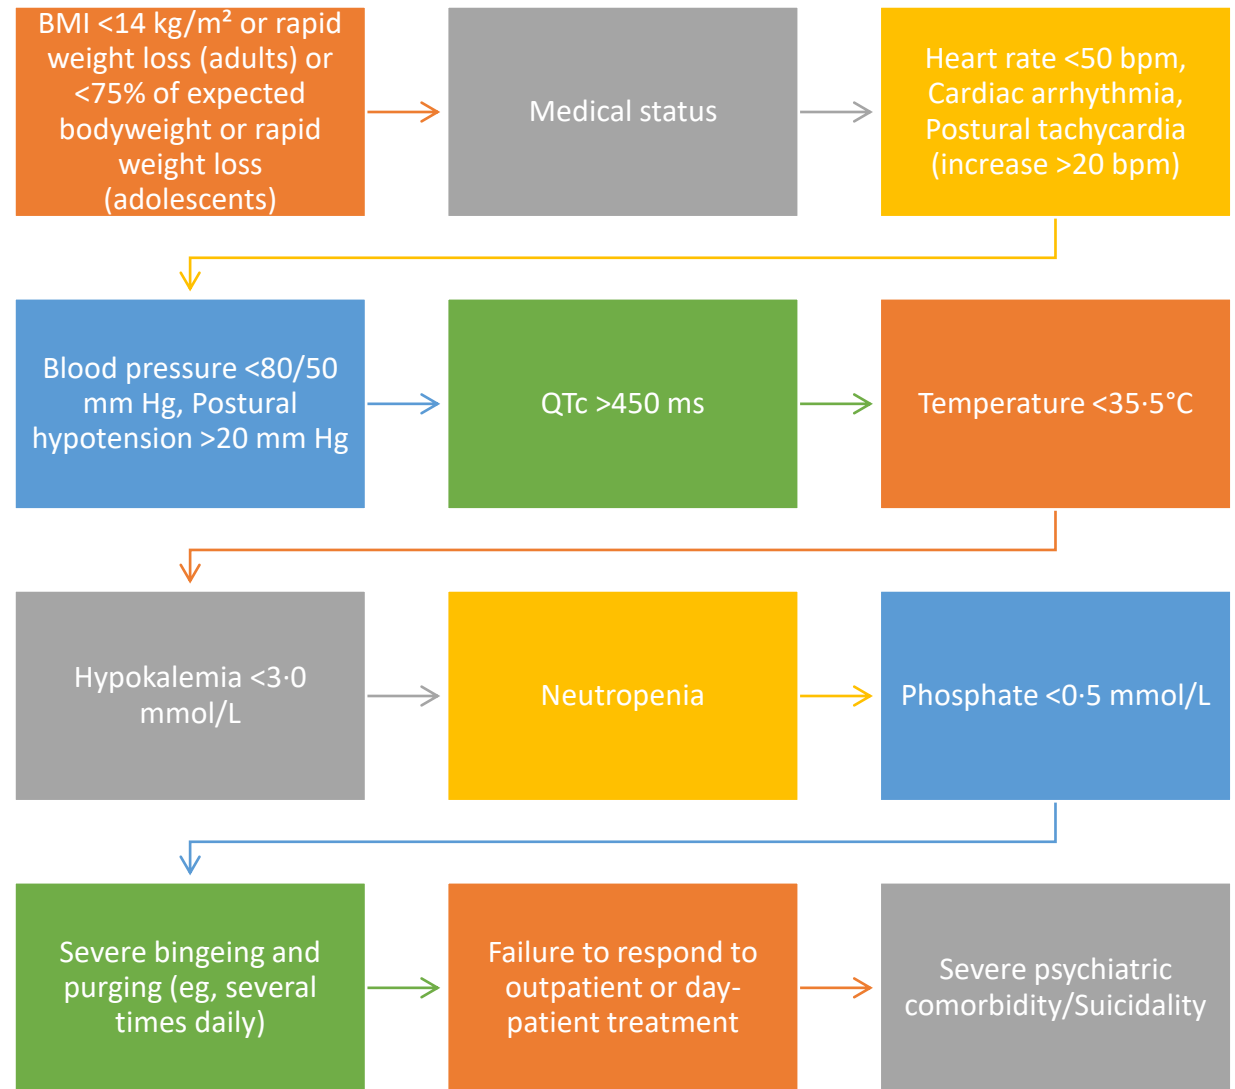 BMI <14 kg/m² or rapid
weight loss (adults) or
<75% of expected
bodyweight or rapid
weight loss
(adolescents)
Medical status
Heart rate <50 bpm,
Cardiac arrhythmia,
Postural tachycardia
(increase >20 bpm)
Blood pressure <80/50
mm Hg, Postural
hypotension >20 mm Hg
QTc >450 ms
Temperature <35·5°C
Hypokalemia <3·0
mmol/L
Neutropenia
Phosphate <0·5 mmol/L
Severe bingeing and
purging (eg, several
times daily)
Failure to respond to
outpatient or day-
patient treatment
Severe psychiatric
comorbidity/Suicidality